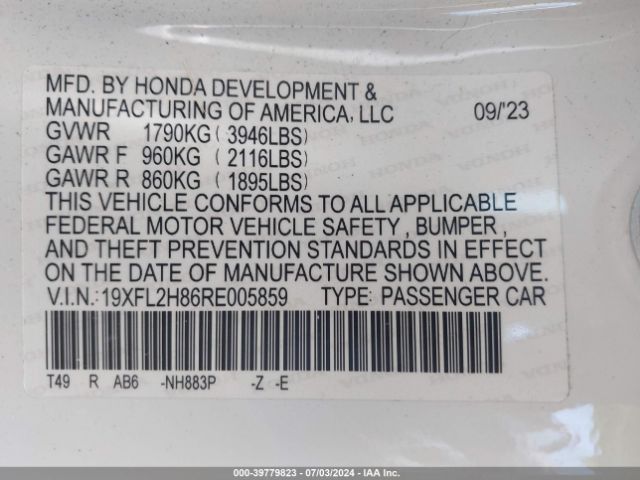 MFD. BY HONDA DEVELOPMENT &
MANUFACTURING OF AMERICA, LLC 09/'23
GVWR 1790KG ( 3946LBS)
GAWR F 960KG ( 2116LBS)
GAWR R 860KG ( 1895LBS)
THIS VEHICLE CONFORMS TO ALL APPLICABLE
FEDERAL MOTOR VEHICLE SAFETY , BUMPER ,
AND THEFT PREVENTION STANDARDS IN EFFECT
ON THE DATE OF MANUFACTURE SHOWN ABOVE.
V.I.N.: 19XFL2H86RE005859 TYPE: PASSENGER CAR
T49 R AB6 -NH883P -Z -E
000-39779823 - 07/03/2024 - IAA Inc.